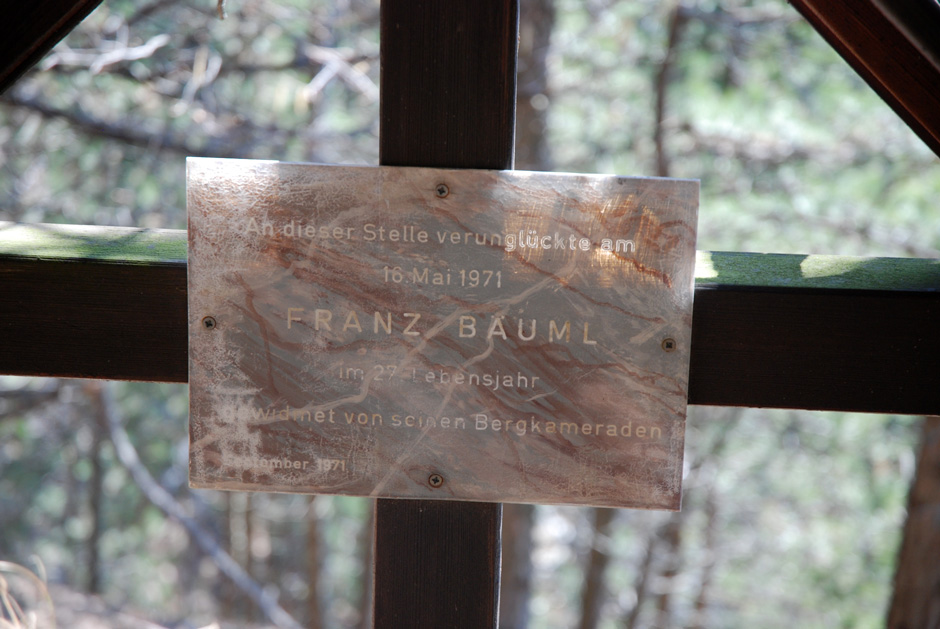 An dieser Stelle verunglückte am
16. Mai 1971
FRANZ BÄUML
im 27. Lebensjahr
gewidmet von seinen Bergkameraden
September 1971